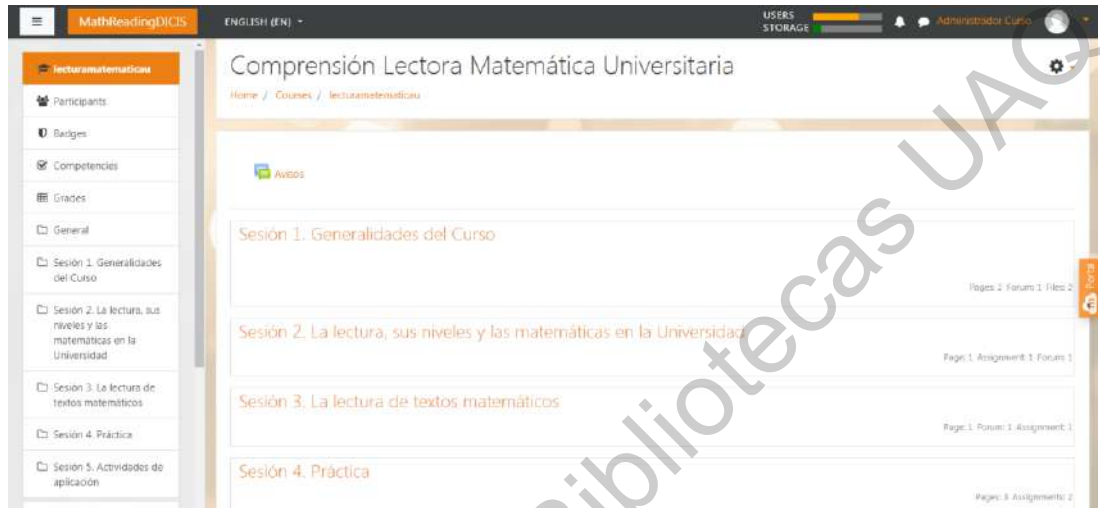 MathReadingDICIS
ENGLISH (EN)
USERS
STORAGE
Administrador Curso
lecturamatematicau
Participants
Badges
Competencies
Grades
General
Sesión 1. Generalidades
del Curso
Sesión 2. La lectura, sus
niveles y las
matemáticas en la
Universidad
Sesión 3. La lectura de
textos matemáticos
Sesión 4. Práctica
Sesión 5. Actividades de
aplicación
Comprensión Lectora Matemática Universitaria
Home / Courses / lecturamatematicau
Avisos
Sesión 1. Generalidades del Curso
Pages: 2 Forum: 1 Files: 2
Sesión 2. La lectura, sus niveles y las matemáticas en la Universidad
Page: 1 Assignment: 1 Forum: 1
Sesión 3. La lectura de textos matemáticos
Page: 1 Forum: 1 Assignment: 1
Sesión 4. Práctica
Pages: 3 Assignments: 2
Portal
Bibliotecas UAQ